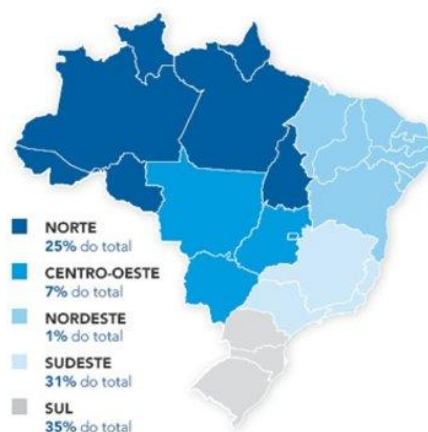 NORTE
25% do total
CENTRO-OESTE
7% do total
NORDESTE
1% do total
SUDESTE
31% do total
SUL
35% do total